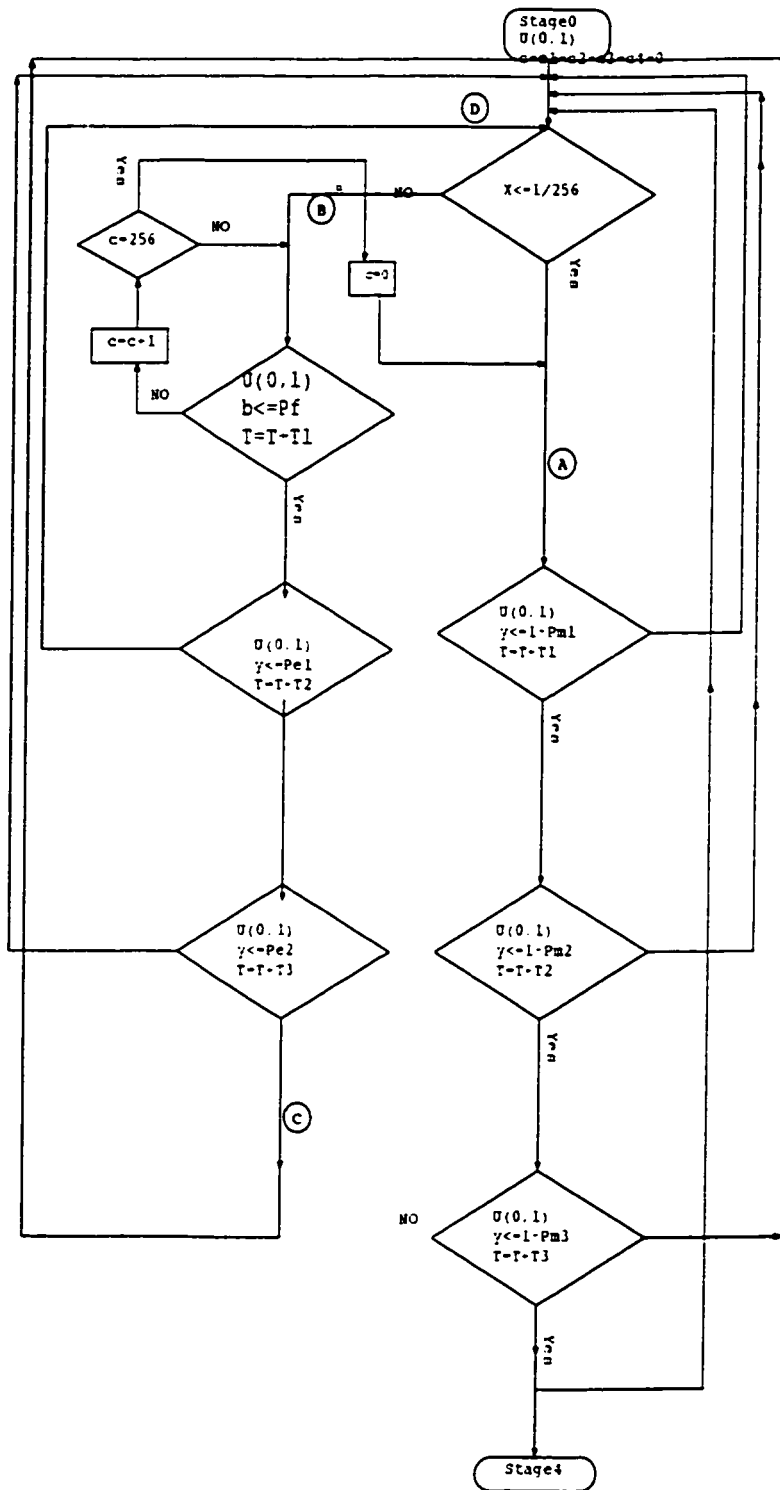 Stage0
U(0.1)
D
X<=1/256
NO
B
Yes
c=256
NO
c=0
Yes
c=c+1
NO
U(0,1)
b<=Pf
T=T+T1
A
Yes
U(0.1)
γ<=1-Pm1
T=T+T1
U(0.1)
γ<=Pe1
T=T+T2
Yes
U(0.1)
γ<=Pe2
T=T+T3
U(0.1)
γ<=1-Pm2
T=T+T2
Yes
C
NO
U(0.1)
γ<=1-Pm3
T=T+T3
Yes
Stage4